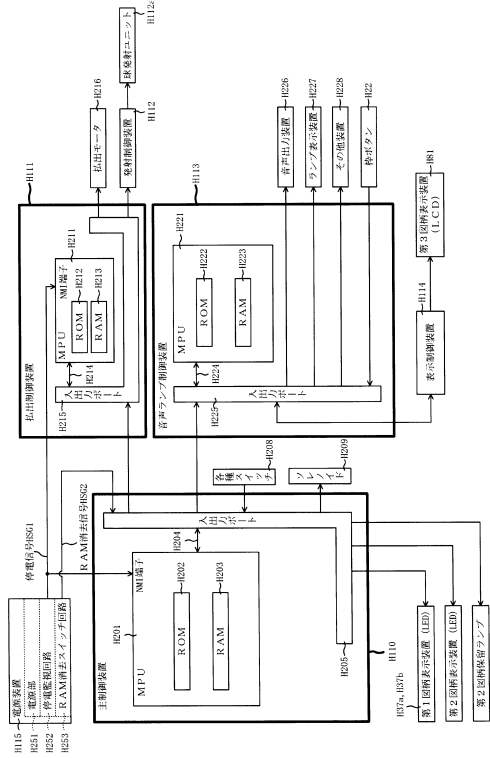 H115
電源装置
H251
電源部
H252
停電監視回路
H253
RAM消去スイッチ回路
停電信号HSG1
RAM消去信号HSG2
払出制御装置
H111
MPU
NMI端子
H211
ROM
H212
RAM
H213
H214
H215
入出力ポート
払出モータ
H216
発射制御装置
H112
球発射ユニット
H112a
音声ランプ制御装置
H113
MPU
H221
ROM
H222
RAM
H223
H224
H225
入出力ポート
音声出力装置
H226
ランプ表示装置
H227
その他装置
H228
枠ボタン
H22
表示制御装置
H114
第3図柄表示装置
(LCD)
H81
主制御装置
H110
MPU
NMI端子
H201
ROM
H202
RAM
H203
H204
H205
入出力ポート
各種スイッチ
H208
ソレノイド
H209
H37a, H37b
第1図柄表示装置(LED)
第2図柄表示装置(LED)
第2図柄保留ランプ